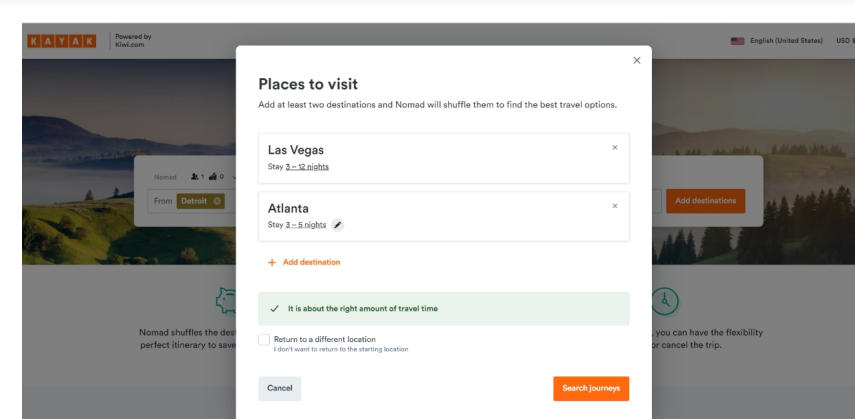 KAYAK
Powered by
Kiwi.com
English (United States) USD $
Places to visit
Add at least two destinations and Nomad will shuffle them to find the best travel options.
Las Vegas
Stay 3 – 12 nights
Atlanta
Stay 3 – 5 nights
+ Add destination
It is about the right amount of travel time
Return to a different location
I don't want to return to the starting location
Cancel
Search journeys
Nomad 1 0
From Detroit
Add destinations
Nomad shuffles the
perfect itinerary to save
, you can have the flexibility
or cancel the trip.